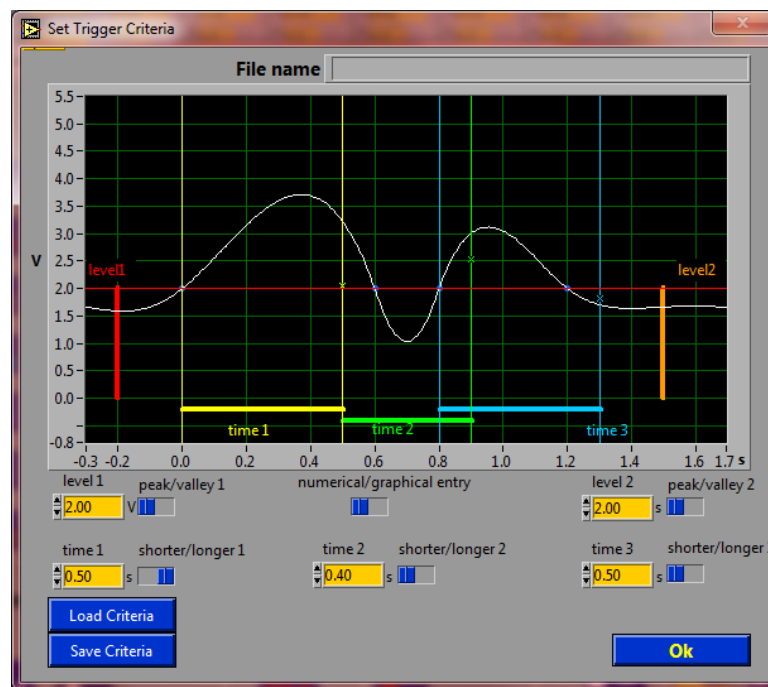 Set Trigger Criteria
File name
5.5
5.0
4.5
4.0
3.5
3.0
V 2.5 level1 level2
2.0
1.5
1.0
0.5
0.0
time 1 time 2 time 3
-0.8
-0.3 -0.2 0.0 0.2 0.4 0.6 0.8 1.0 1.2 1.4 1.6 1.7 s
level 1 peak/valley 1 numerical/graphical entry level 2 peak/valley 2
2.00 V 2.00 s
time 1 shorter/longer 1 time 2 shorter/longer 2 time 3 shorter/longer
0.50 s 0.40 s 0.50 s
Load Criteria
Save Criteria
Ok